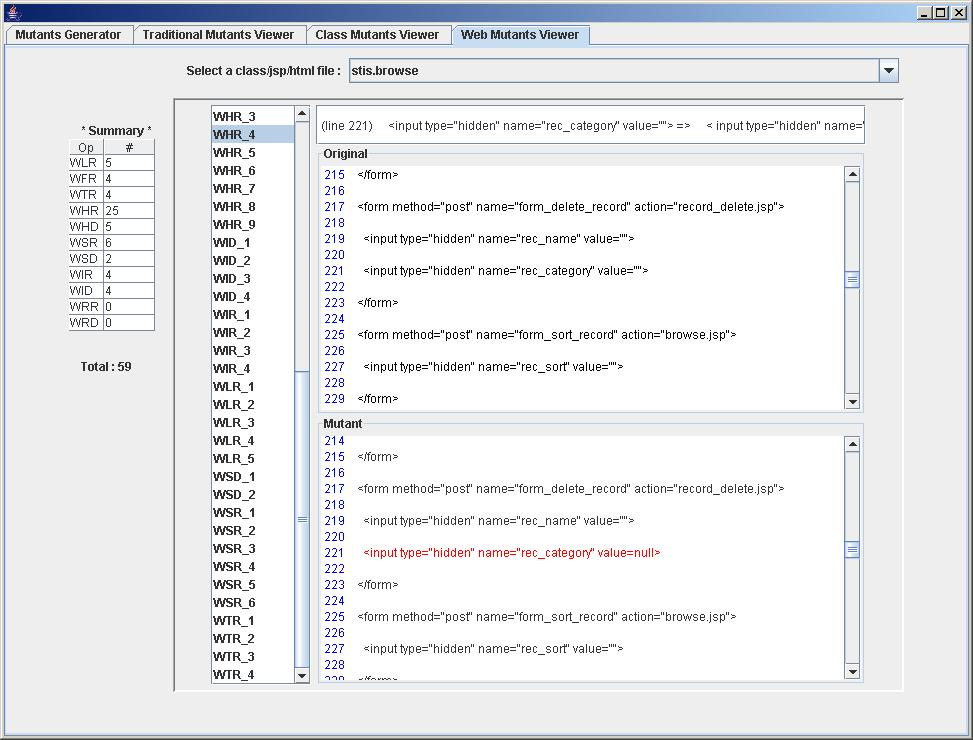 Mutants Generator Traditional Mutants Viewer Class Mutants Viewer Web Mutants Viewer
Select a class/jsp/html file : stis.browse
* Summary *
Op #
WLR 5
WFR 4
WTR 4
WHR 25
WHD 5
WSR 6
WSD 2
WIR 4
WID 4
WRR 0
WRD 0
Total : 59
WHR_3
WHR_4
WHR_5
WHR_6
WHR_7
WHR_8
WHR_9
WID_1
WID_2
WID_3
WID_4
WIR_1
WIR_2
WIR_3
WIR_4
WLR_1
WLR_2
WLR_3
WLR_4
WLR_5
WSD_1
WSD_2
WSR_1
WSR_2
WSR_3
WSR_4
WSR_5
WSR_6
WTR_1
WTR_2
WTR_3
WTR_4
(line 221) <input type="hidden" name="rec_category" value=""> => < input type="hidden" name='
Original
215 </form>
216
217 <form method="post" name="form_delete_record" action="record_delete.jsp">
218
219 <input type="hidden" name="rec_name" value="">
220
221 <input type="hidden" name="rec_category" value="">
222
223 </form>
224
225 <form method="post" name="form_sort_record" action="browse.jsp">
226
227 <input type="hidden" name="rec_sort" value="">
228
229 </form>
Mutant
214
215 </form>
216
217 <form method="post" name="form_delete_record" action="record_delete.jsp">
218
219 <input type="hidden" name="rec_name" value="">
220
221 <input type="hidden" name="rec_category" value=null>
222
223 </form>
224
225 <form method="post" name="form_sort_record" action="browse.jsp">
226
227 <input type="hidden" name="rec_sort" value="">
228
229 </form>